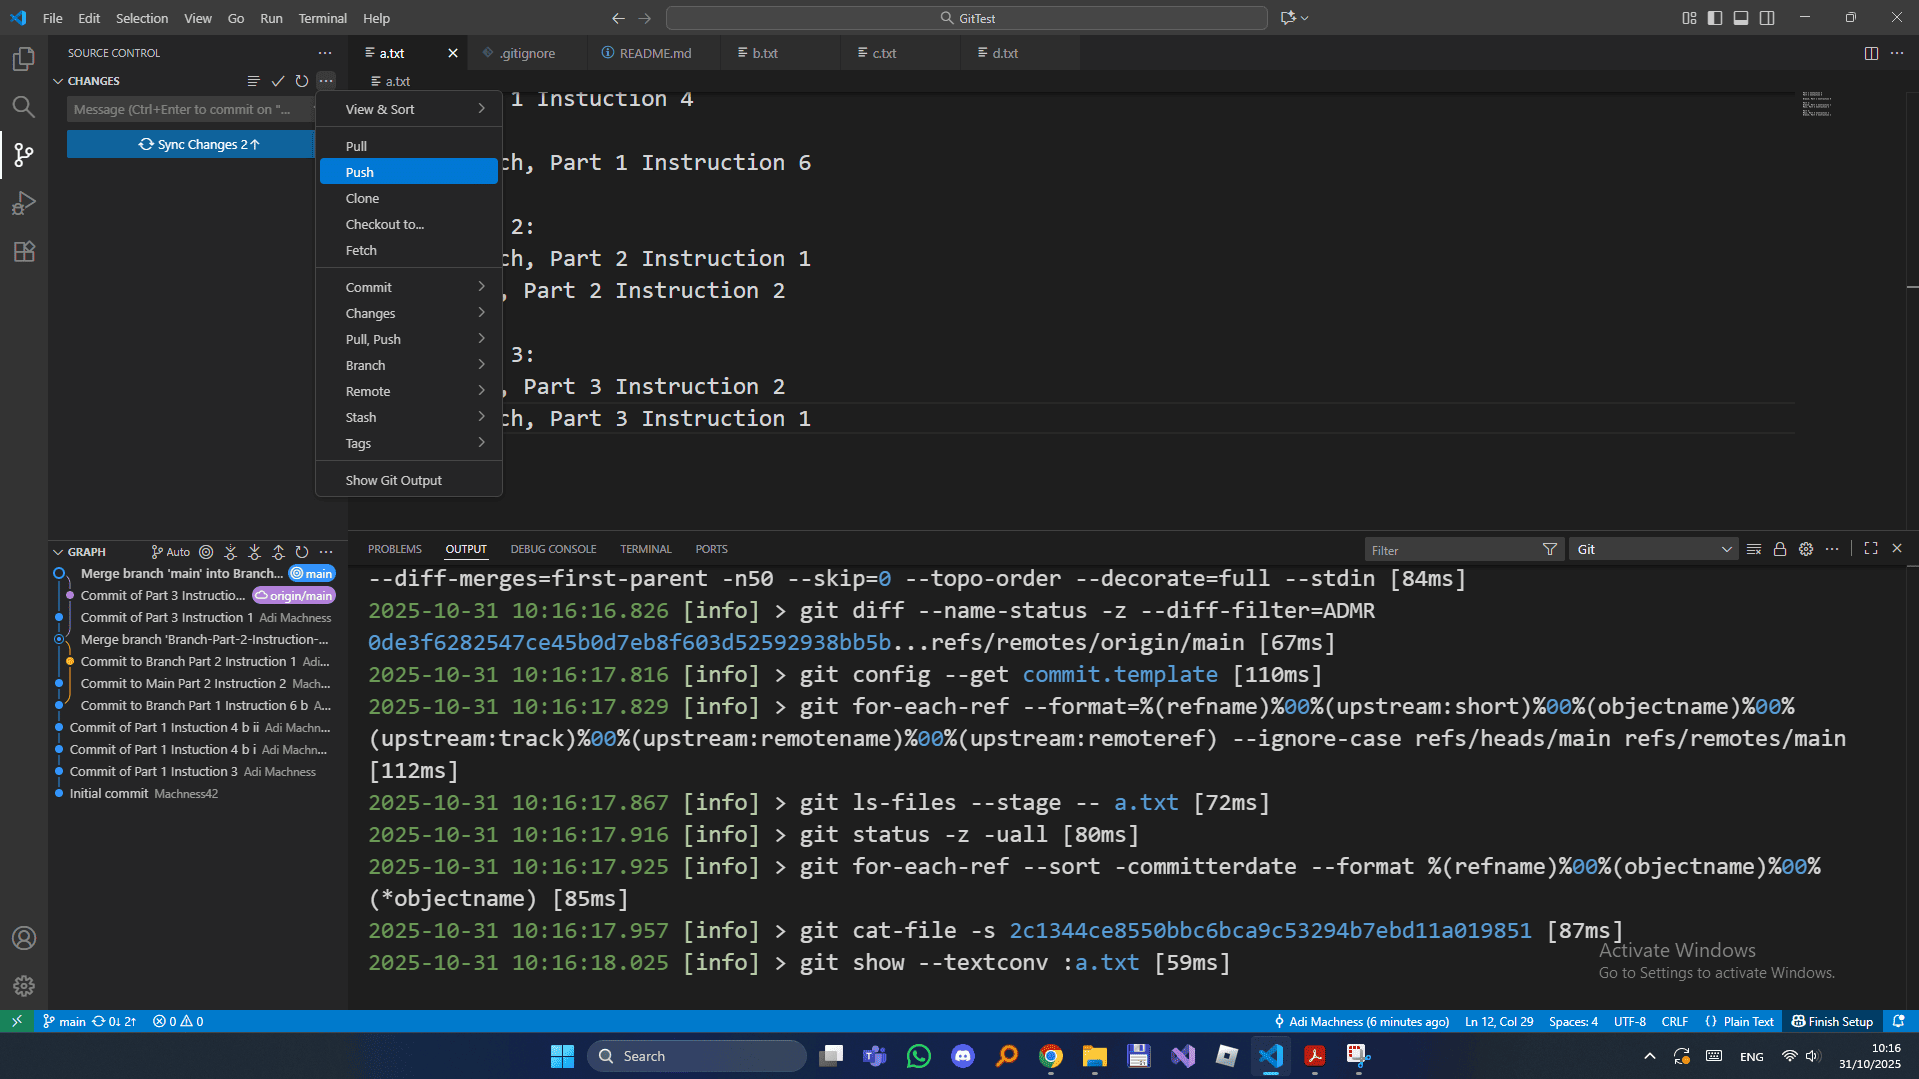 File Edit Selection View Go Run Terminal Help
GitTest
SOURCE CONTROL
a.txt
.gitignore
README.md
b.txt
c.txt
d.txt
CHANGES
a.txt
Message (Ctrl+Enter to commit on "...
Sync Changes 2↑
View & Sort
Pull
Push
Clone
Checkout to...
Fetch
Commit
Changes
Pull, Push
Branch
Remote
Stash
Tags
Show Git Output
1 Instuction 4
ch, Part 1 Instruction 6
2:
ch, Part 2 Instruction 1
, Part 2 Instruction 2
3:
, Part 3 Instruction 2
ch, Part 3 Instruction 1
GRAPH
Auto
Merge branch 'main' into Branch... main
Commit of Part 3 Instructio... origin/main
Commit of Part 3 Instruction 1 Adi Machness
Merge branch 'Branch-Part-2-Instruction-...
Commit to Branch Part 2 Instruction 1 Adi...
Commit to Main Part 2 Instruction 2 Mach...
Commit to Branch Part 1 Instruction 6 b A...
Commit of Part 1 Instuction 4 b ii Adi Machn...
Commit of Part 1 Instuction 4 b i Adi Machn...
Commit of Part 1 Instuction 3 Adi Machness
Initial commit Machness42
PROBLEMS OUTPUT DEBUG CONSOLE TERMINAL PORTS
Filter
Git
--diff-merges=first-parent -n50 --skip=0 --topo-order --decorate=full --stdin [84ms]
2025-10-31 10:16:16.826 [info] > git diff --name-status -z --diff-filter=ADMR
0de3f6282547ce45b0d7eb8f603d52592938bb5b...refs/remotes/origin/main [67ms]
2025-10-31 10:16:17.816 [info] > git config --get commit.template [110ms]
2025-10-31 10:16:17.829 [info] > git for-each-ref --format=%(refname)%00%(upstream:short)%00%(objectname)%00%
(upstream:track)%00%(upstream:remotename)%00%(upstream:remoteref) --ignore-case refs/heads/main refs/remotes/main
[112ms]
2025-10-31 10:16:17.867 [info] > git ls-files --stage -- a.txt [72ms]
2025-10-31 10:16:17.916 [info] > git status -z -uall [80ms]
2025-10-31 10:16:17.925 [info] > git for-each-ref --sort -committerdate --format %(refname)%00%(objectname)%00%
(*objectname) [85ms]
2025-10-31 10:16:17.957 [info] > git cat-file -s 2c1344ce8550bbc6bca9c53294b7ebd11a019851 [87ms]
2025-10-31 10:16:18.025 [info] > git show --textconv :a.txt [59ms]
Activate Windows
Go to Settings to activate Windows.
main 0↓ 2↑ 0 0
Adi Machness (6 minutes ago) Ln 12, Col 29 Spaces: 4 UTF-8 CRLF {} Plain Text Finish Setup
Search
ENG
10:16
31/10/2025